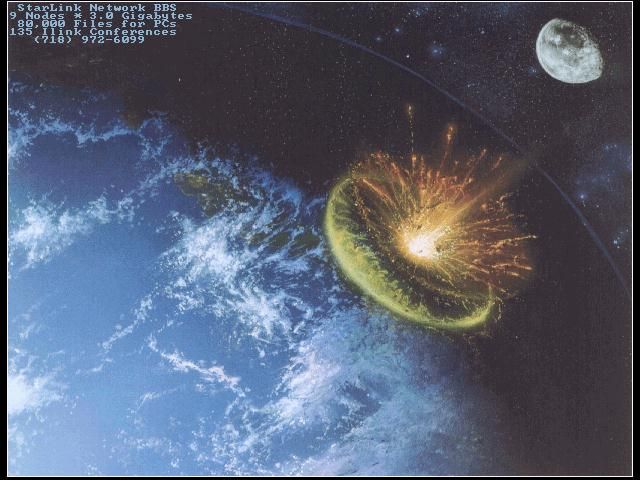 StarLink Network BBS
9 Nodes * 3.0 Gigabytes
80,000 Files for PCs
135 Ilink Conferences
(718) 972-6099